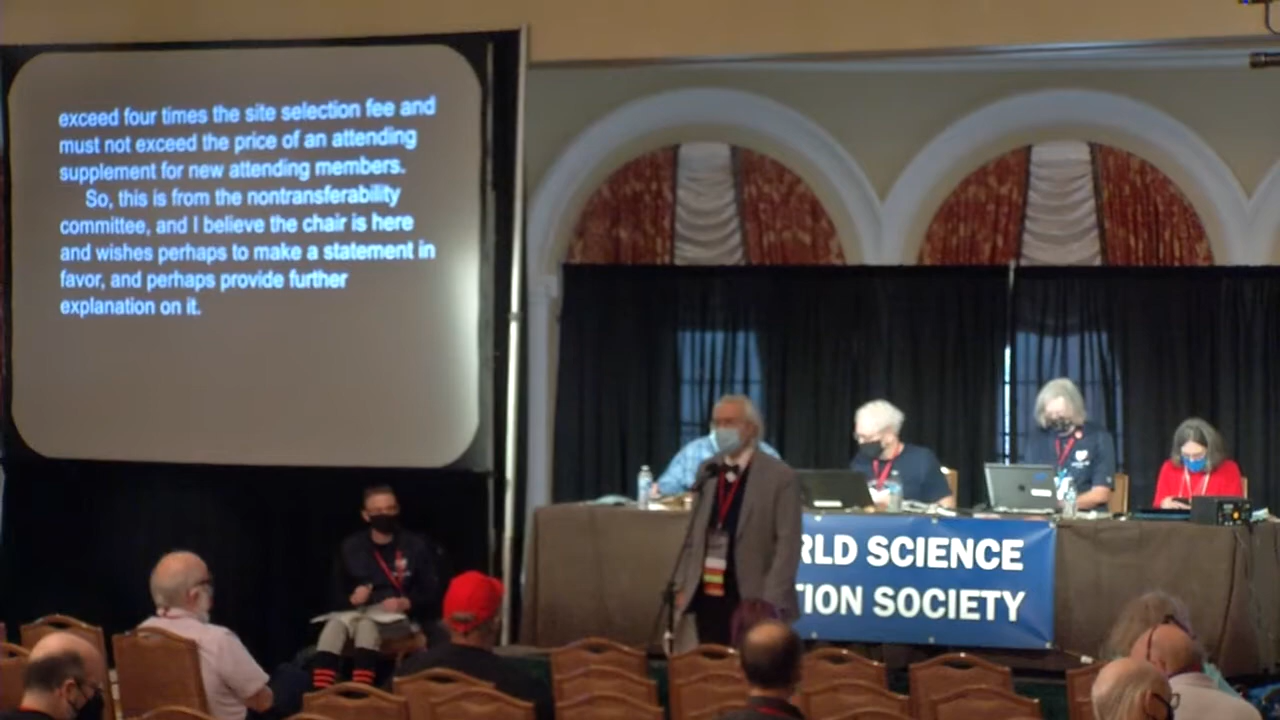 exceed four times the site selection fee and
must not exceed the price of an attending
supplement for new attending members.
So, this is from the nontransferability
committee, and I believe the chair is here
and wishes perhaps to make a statement in
favor, and perhaps provide further
explanation on it.
RLD SCIENCE
TION SOCIETY